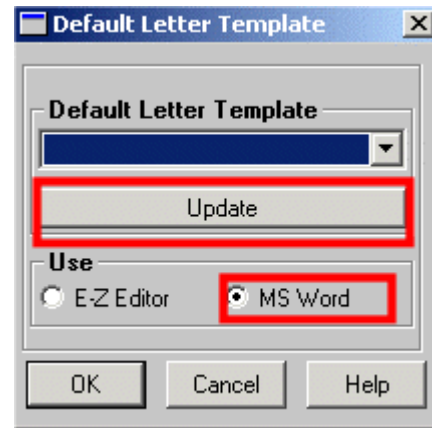 Default Letter Template
Default Letter Template
Update
Use
E-Z Editor MS Word
OK Cancel Help